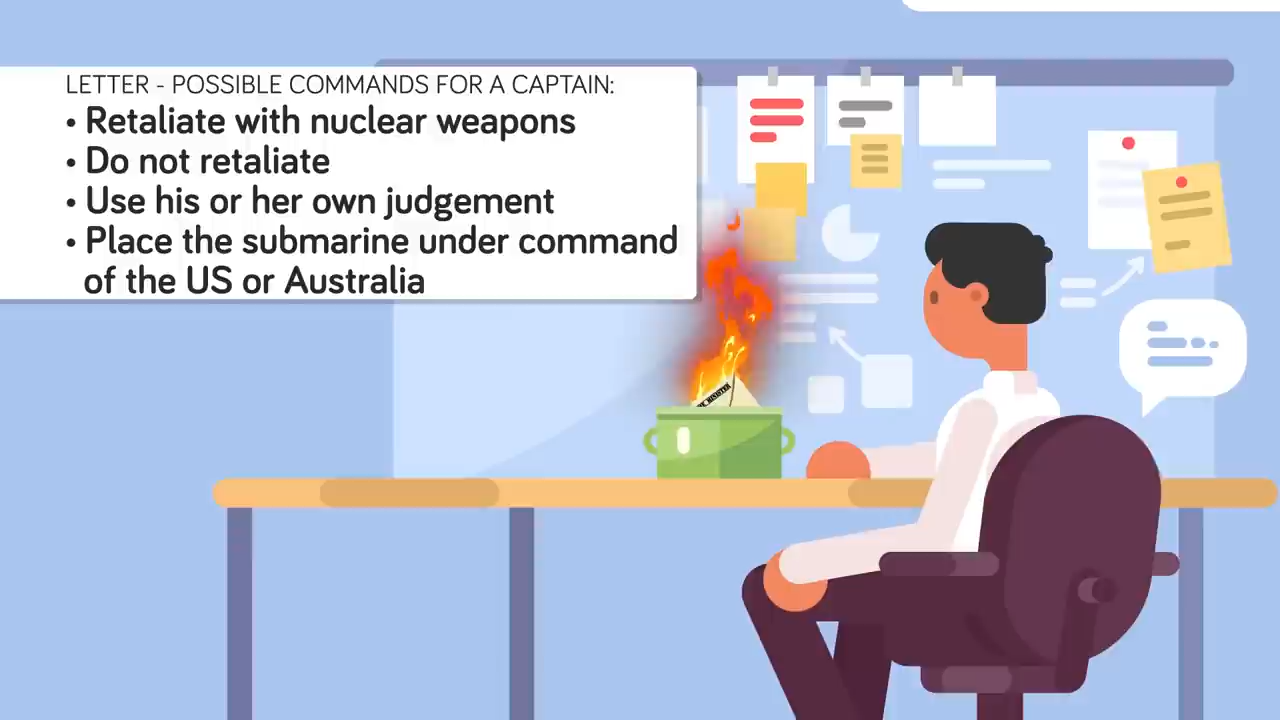 LETTER - POSSIBLE COMMANDS FOR A CAPTAIN:
• Retaliate with nuclear weapons
• Do not retaliate
• Use his or her own judgement
• Place the submarine under command
of the US or Australia